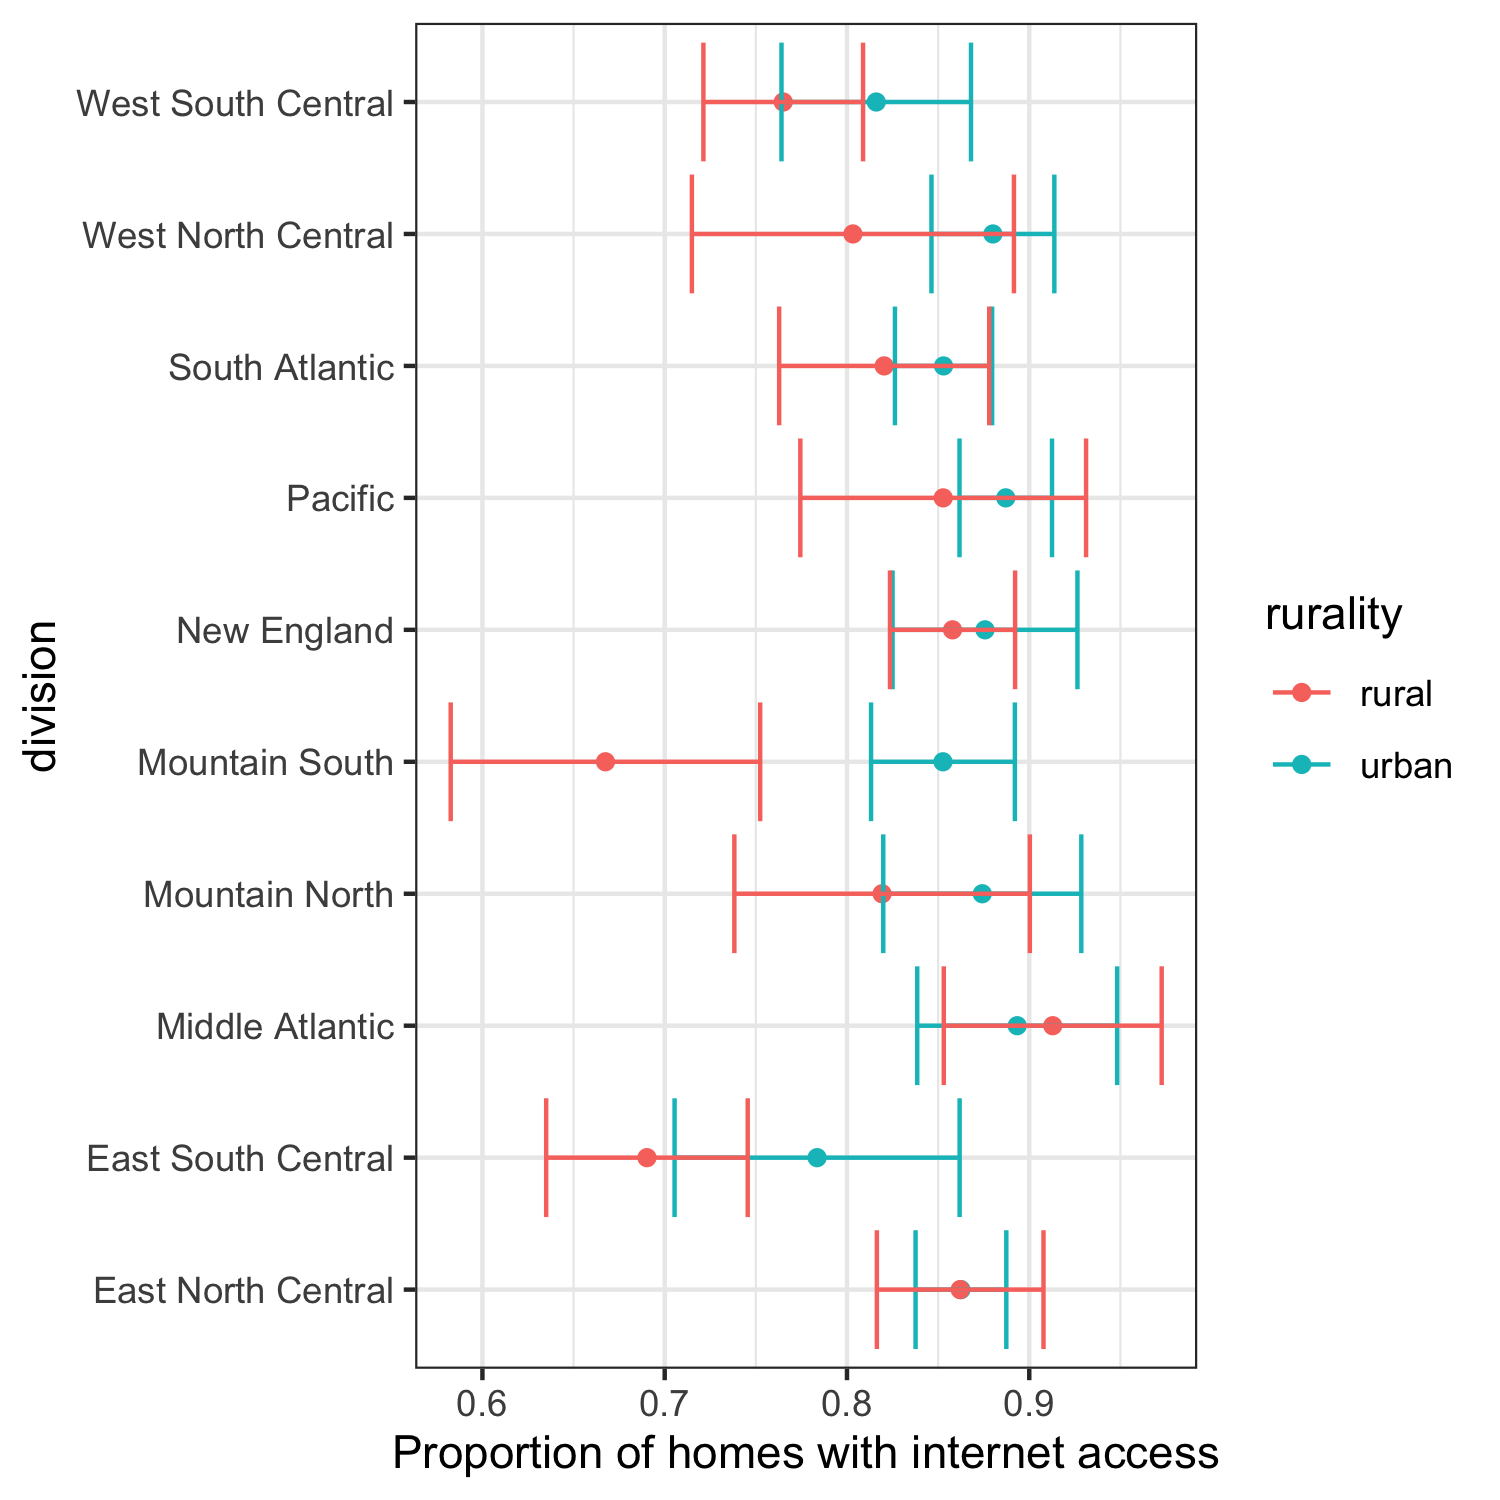 West South Central
West North Central
South Atlantic
Pacific
New England
Mountain South
Mountain North
Middle Atlantic
East South Central
East North Central
division
0.6 0.7 0.8 0.9
Proportion of homes with internet access
rurality
rural
urban